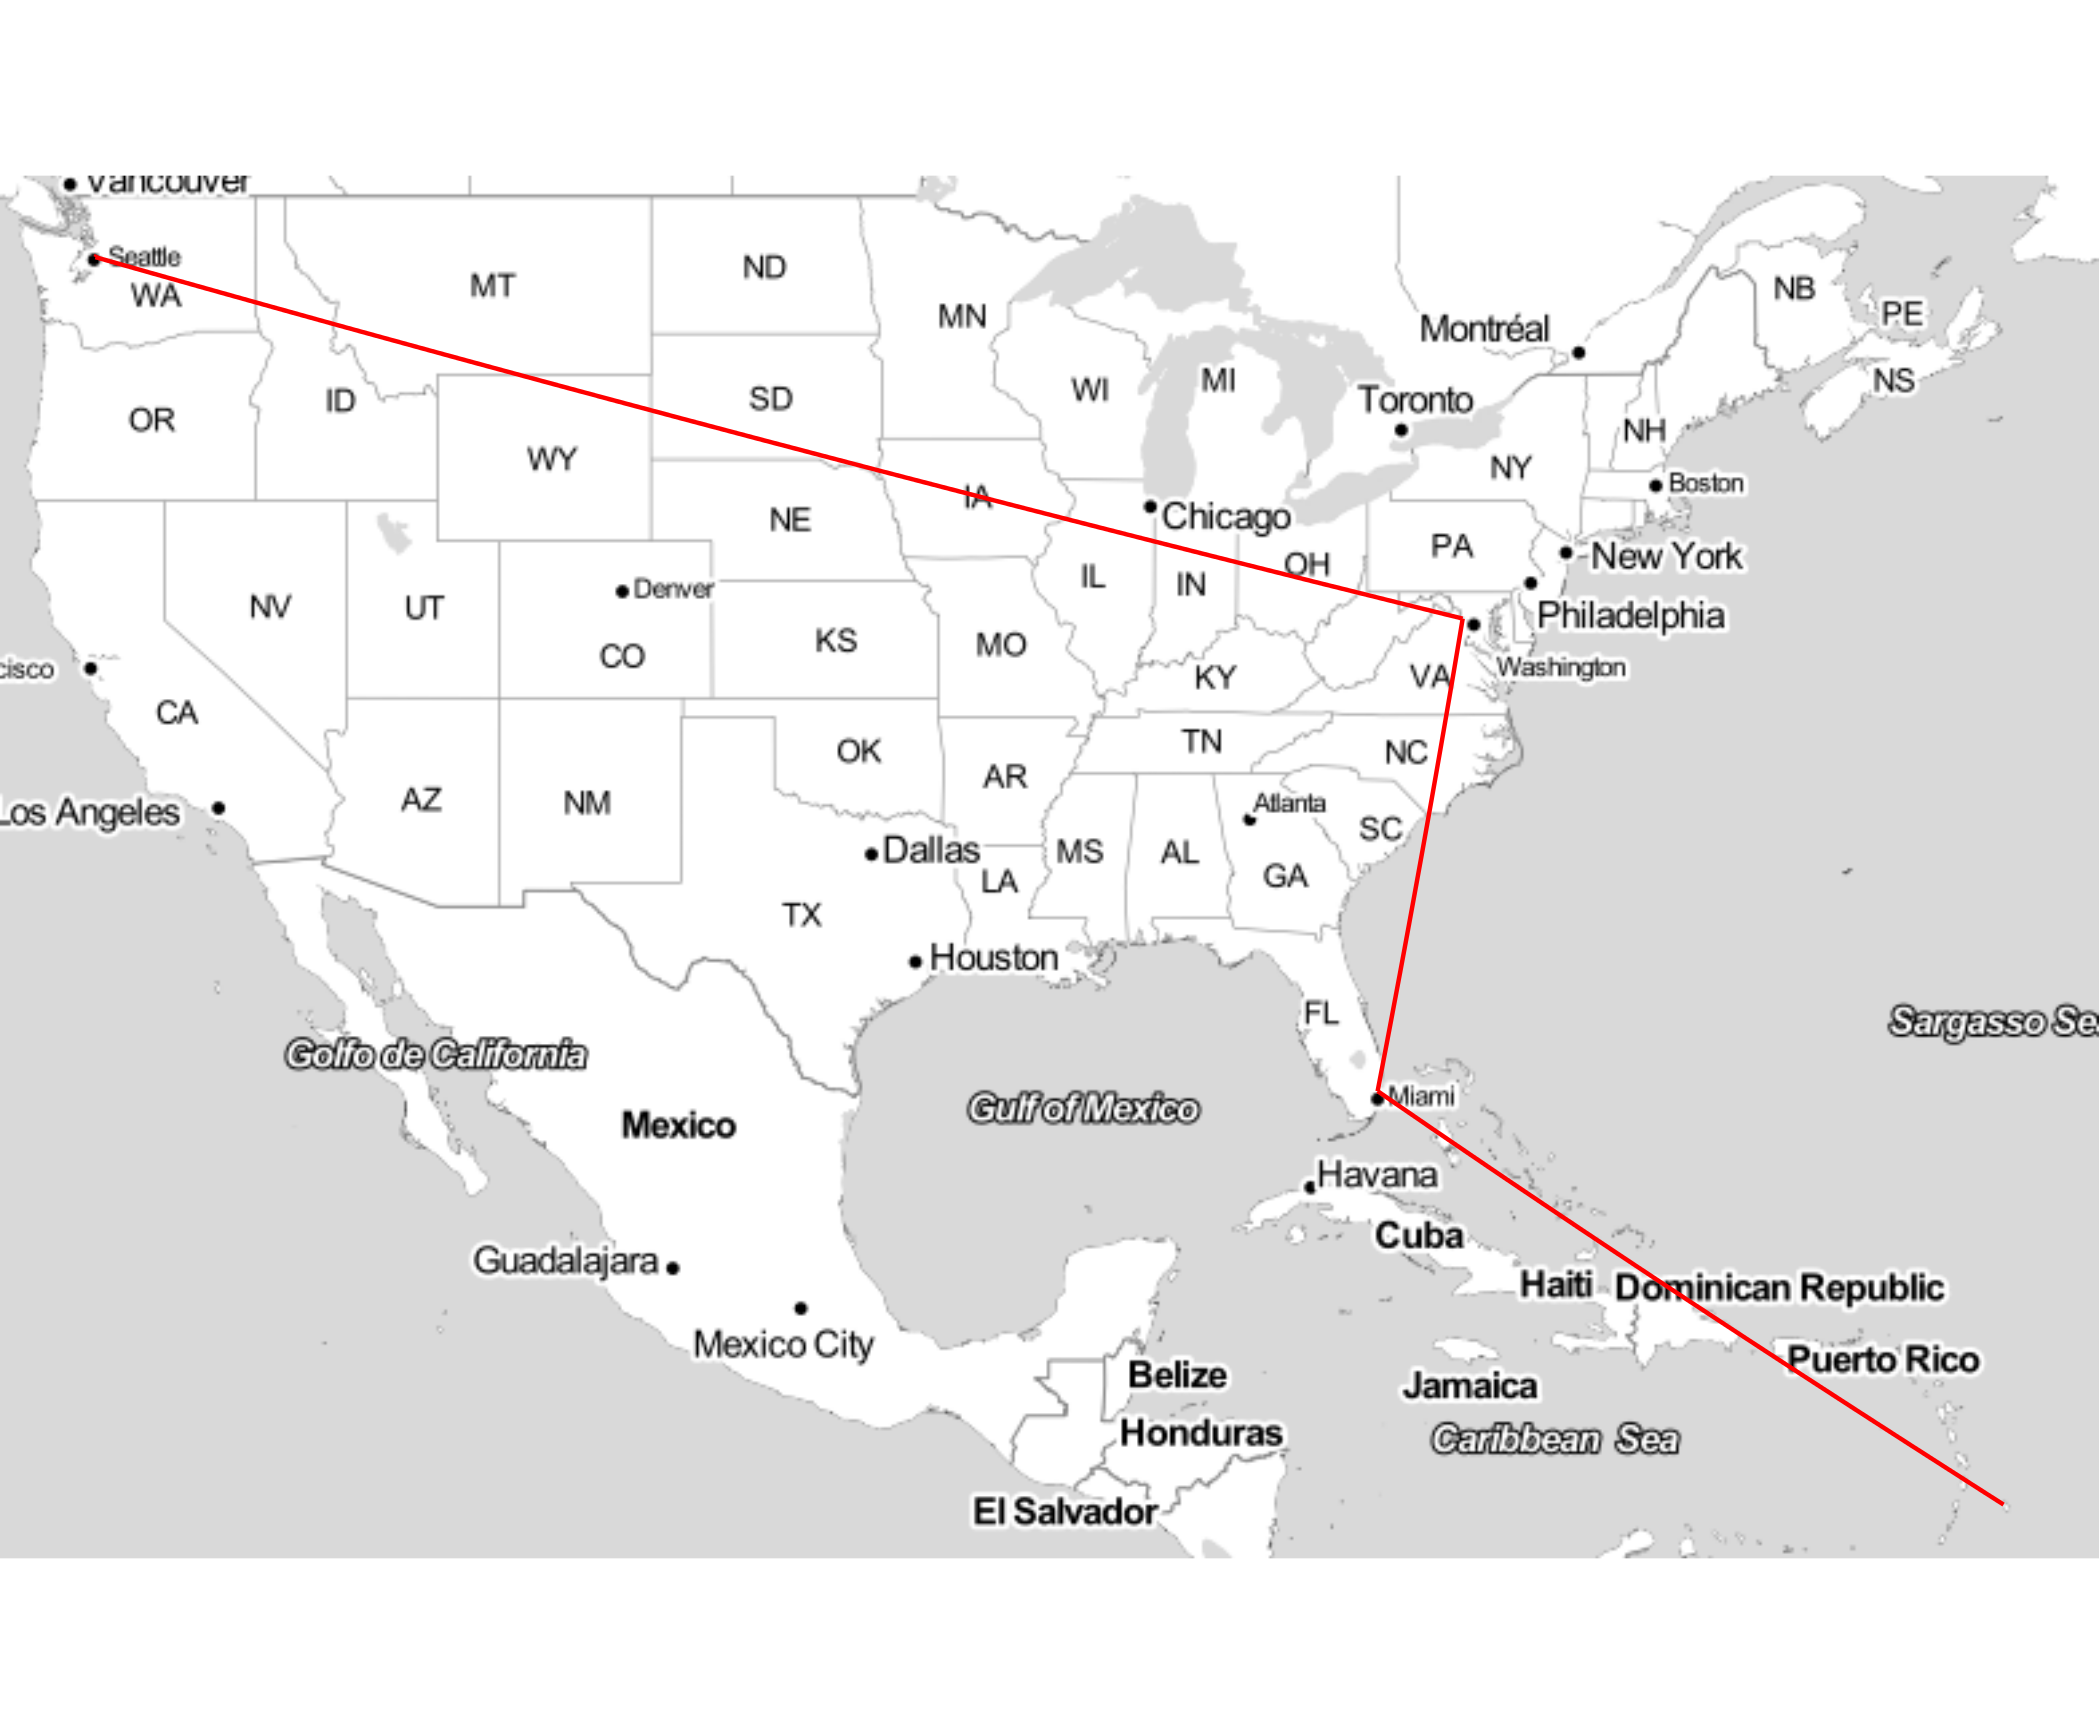 Vancouver
Seattle
WA
MT
ND
MN
NB
PE
Montréal
NS
OR
ID
SD
WI
MI
Toronto
NH
WY
NY
Boston
IA
NE
Chicago
PA
New York
OH
NV
UT
Denver
IL
IN
Philadelphia
CO
KS
MO
KY
VA
Washington
cisco
CA
OK
TN
NC
AZ
NM
AR
Atlanta
Los Angeles
Dallas
LA
MS
AL
SC
GA
TX
Houston
FL
Sargasso Se
Golfo de California
Gulf of Mexico
Miami
Mexico
Havana
Cuba
Guadalajara
Haiti
Dominican Republic
Mexico City
Belize
Jamaica
Puerto Rico
Honduras
Caribbean Sea
El Salvador